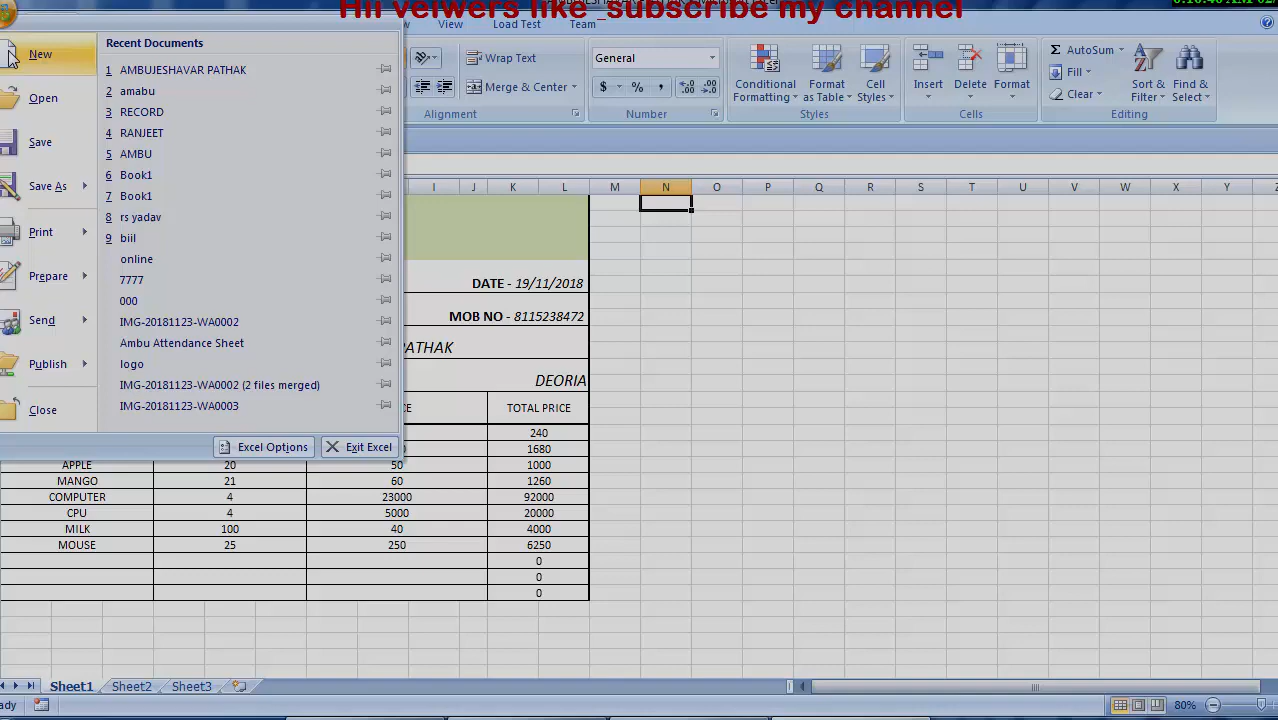 Hii veiwers like _subscribe my channel
View Load Test Team
New
Open
Save
Save As
Print
Prepare
Send
Publish
Close
Recent Documents
1 AMBUJESHAVAR PATHAK
2 amabu
3 RECORD
4 RANJEET
5 AMBU
6 Book1
7 Book1
8 rs yadav
9 biil
online
7777
000
IMG-20181123-WA0002
Ambu Attendance Sheet
logo
IMG-20181123-WA0002 (2 files merged)
IMG-20181123-WA0003
Excel Options Exit Excel
Wrap Text
Merge & Center
Alignment
General
$ %
Number
Conditional Formatting
Format as Table
Cell Styles
Styles
Insert Delete Format
Cells
Σ AutoSum
Fill
Clear
Sort & Filter
Find & Select
Editing
I J K L M N O P Q R S T U V W X Y
DATE - 19/11/2018
MOB NO - 8115238472
PATHAK
DEORIA
TOTAL PRICE
240
1680
APPLE 20 50 1000
MANGO 21 60 1260
COMPUTER 4 23000 92000
CPU 4 5000 20000
MILK 100 40 4000
MOUSE 25 250 6250
0
0
0
Sheet1 Sheet2 Sheet3
80%